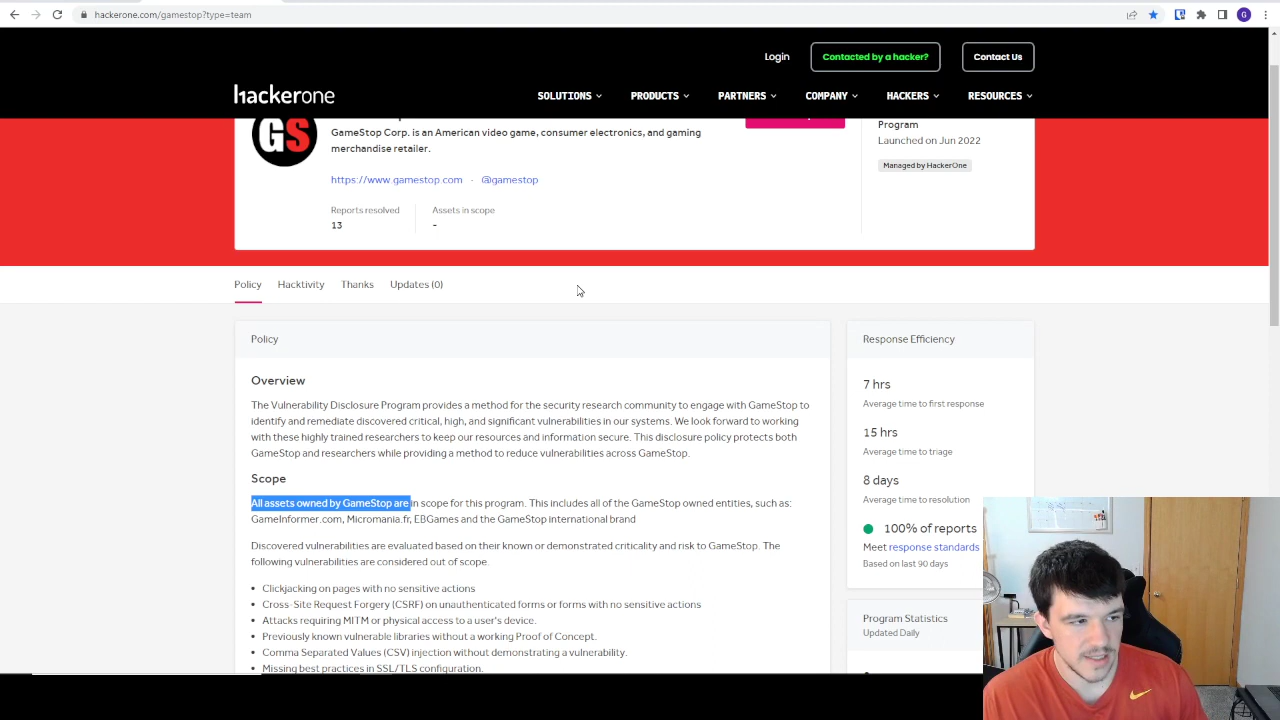 hackerone.com/gamestop?type=team
G
Login
Contacted by a hacker?
Contact Us
hackerone
SOLUTIONS
PRODUCTS
PARTNERS
COMPANY
HACKERS
RESOURCES
GS
GameStop Corp. is an American video game, consumer electronics, and gaming
merchandise retailer.
Program
Launched on Jun 2022
Managed by HackerOne
https://www.gamestop.com · @gamestop
Reports resolved
13
Assets in scope
-
Policy
Hacktivity
Thanks
Updates (0)
Policy
Overview
The Vulnerability Disclosure Program provides a method for the security research community to engage with GameStop to
identify and remediate discovered critical, high, and significant vulnerabilities in our systems. We look forward to working
with these highly trained researchers to keep our resources and information secure. This disclosure policy protects both
GameStop and researchers while providing a method to reduce vulnerabilities across GameStop.
Scope
All assets owned by GameStop are in scope for this program. This includes all of the GameStop owned entities, such as:
GameInformer.com, Micromania.fr, EBGames and the GameStop international brand
Discovered vulnerabilities are evaluated based on their known or demonstrated criticality and risk to GameStop. The
following vulnerabilities are considered out of scope.
• Clickjacking on pages with no sensitive actions
• Cross-Site Request Forgery (CSRF) on unauthenticated forms or forms with no sensitive actions
• Attacks requiring MITM or physical access to a user's device.
• Previously known vulnerable libraries without a working Proof of Concept.
• Comma Separated Values (CSV) injection without demonstrating a vulnerability.
• Missing best practices in SSL/TLS configuration.
Response Efficiency
7 hrs
Average time to first response
15 hrs
Average time to triage
8 days
Average time to resolution
100% of reports
Meet response standards
Based on last 90 days
Program Statistics
Updated Daily